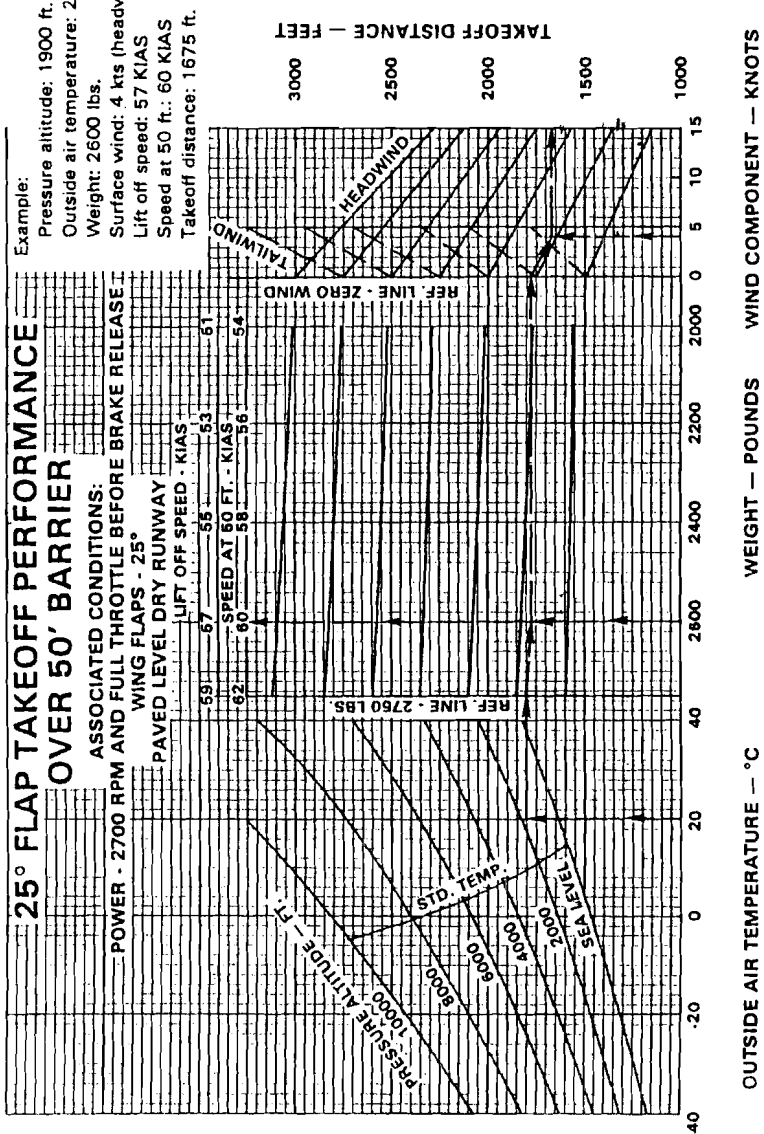 25° FLAP TAKEOFF PERFORMANCE
OVER 50' BARRIER
ASSOCIATED CONDITIONS:
POWER - 2700 RPM AND FULL THROTTLE BEFORE BRAKE RELEASE
WING FLAPS - 25°
PAVED LEVEL DRY RUNWAY
Example:
Pressure altitude: 1900 ft.
Outside air temperature: 2
Weight: 2600 lbs.
Surface wind: 4 kts (headw
Lift off speed: 57 KIAS
Speed at 50 ft.: 60 KIAS
Takeoff distance: 1675 ft.
LIFT OFF SPEED - KIAS
59 57 55 53 51
SPEED AT 50 FT. - KIAS
62 60 58 56 54
PRESSURE ALTITUDE - FT.
10000
8000
6000
4000
2000
SEA LEVEL
STD. TEMP.
REF. LINE - 2750 LBS.
REF. LINE - ZERO WIND
TAILWIND
HEADWIND
3000
2500
2000
1500
1000
TAKEOFF DISTANCE — FEET
40 -20 0 20 40
2600 2400 2200 2000
0 5 10 15
OUTSIDE AIR TEMPERATURE — °C
WEIGHT — POUNDS
WIND COMPONENT — KNOTS